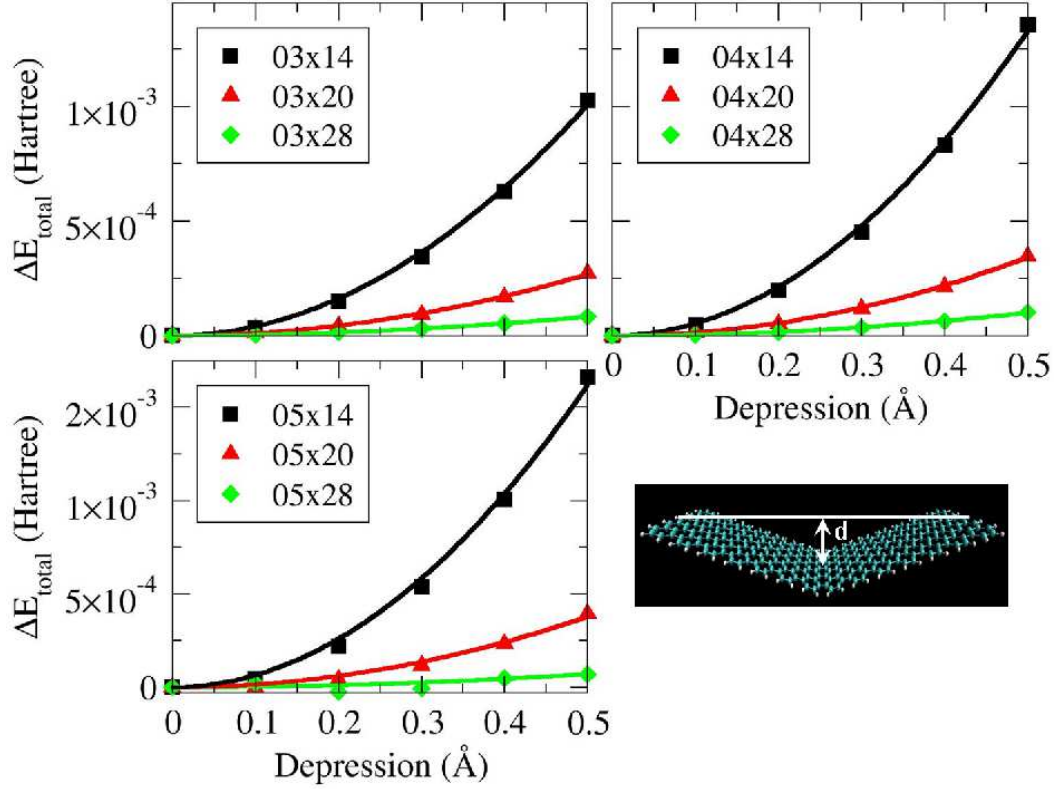 03x14
03x20
03x28
1×10⁻³
5×10⁻⁴
0
ΔE_total (Hartree)
04x14
04x20
04x28
0 0.1 0.2 0.3 0.4 0.5
Depression (Å)
05x14
05x20
05x28
2×10⁻³
1×10⁻³
5×10⁻⁴
0
ΔE_total (Hartree)
0 0.1 0.2 0.3 0.4 0.5
Depression (Å)
d